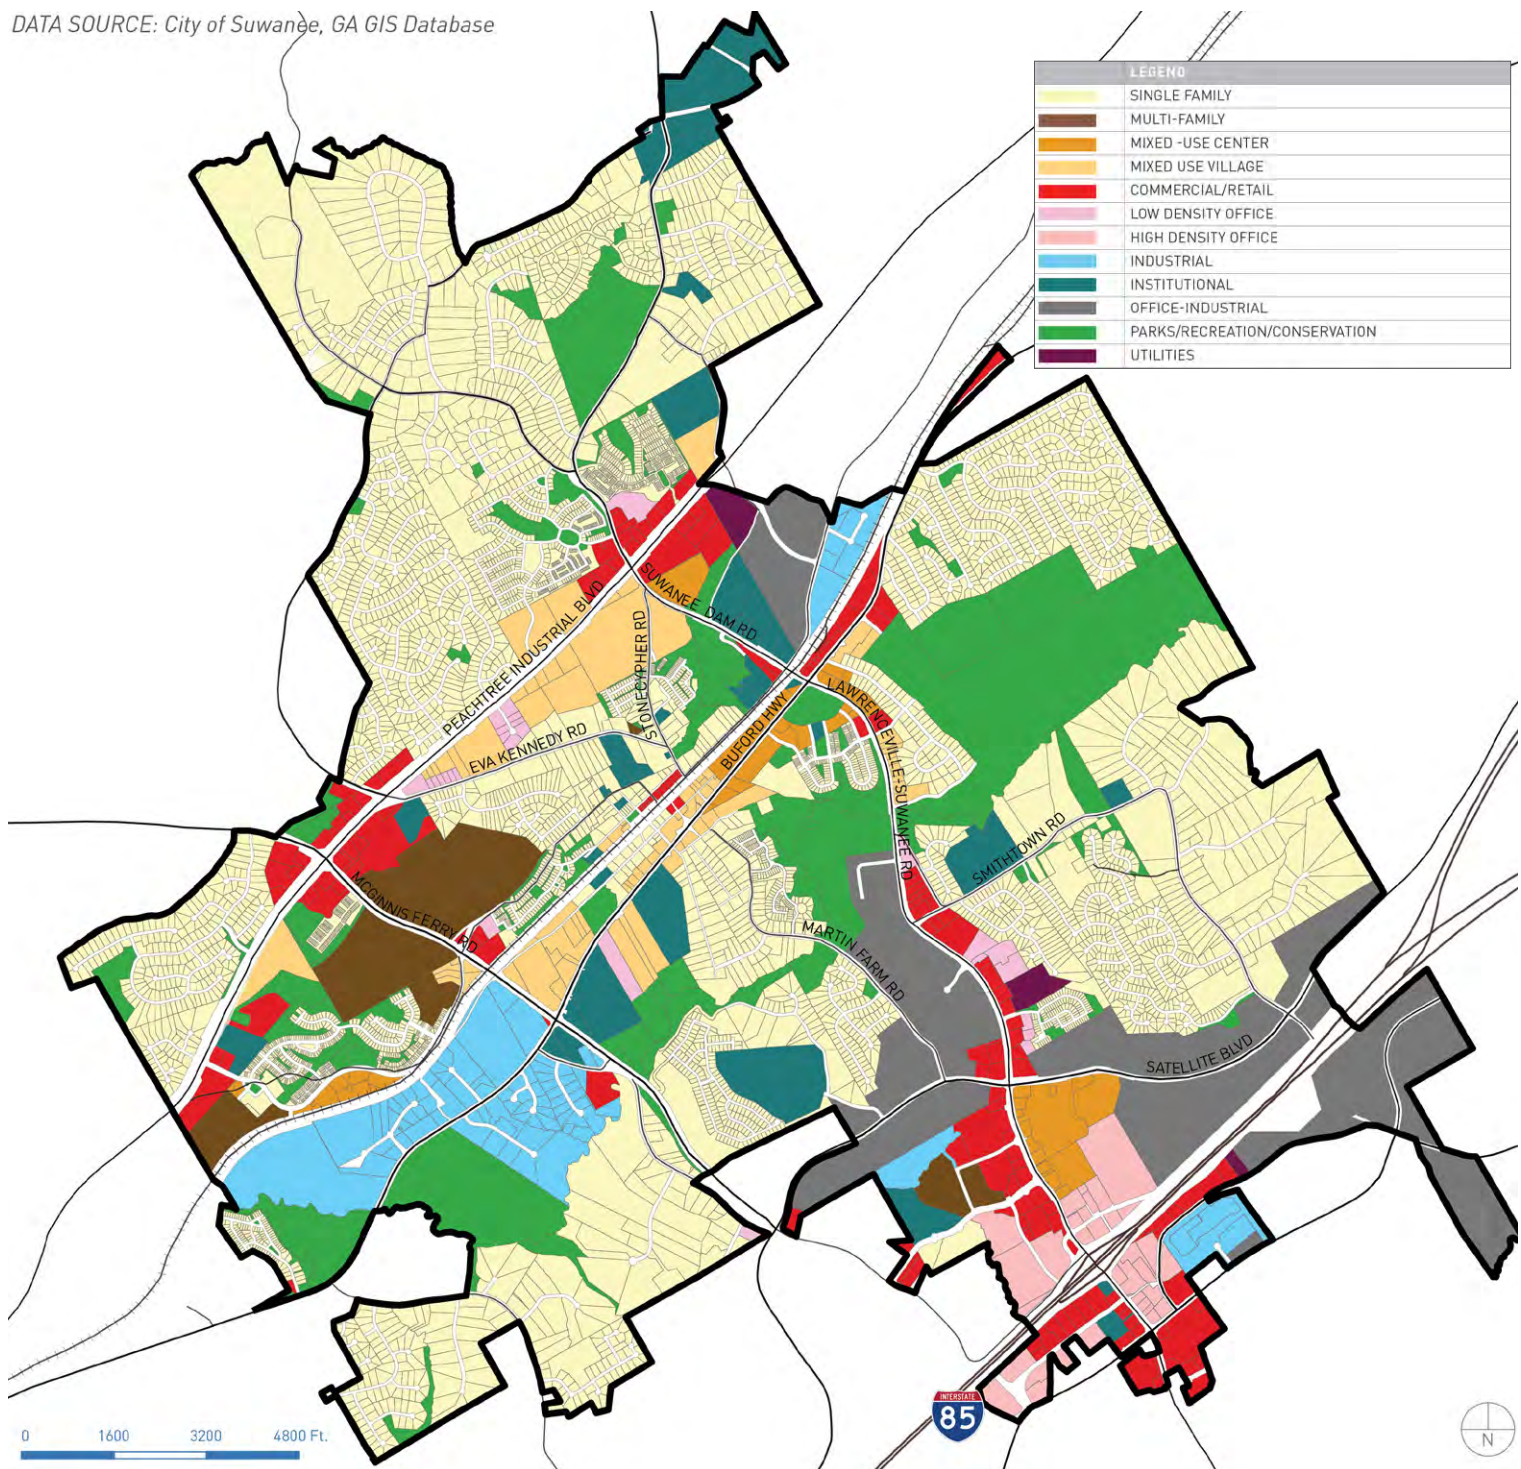 DATA SOURCE: City of Suwanee, GA GIS Database
LEGEND
SINGLE FAMILY
MULTI-FAMILY
MIXED -USE CENTER
MIXED USE VILLAGE
COMMERCIAL/RETAIL
LOW DENSITY OFFICE
HIGH DENSITY OFFICE
INDUSTRIAL
INSTITUTIONAL
OFFICE-INDUSTRIAL
PARKS/RECREATION/CONSERVATION
UTILITIES
PEACHTREE INDUSTRIAL BLVD
SUWANEE DAM RD
STONECYPHER RD
EVA KENNEDY RD
BUFORD HWY
LAWRENCEVILLE-SUWANEE RD
SMITHTOWN RD
MCGINNIS FERRY RD
MARTIN FARM RD
SATELLITE BLVD
INTERSTATE
85
0 1600 3200 4800 Ft.
N